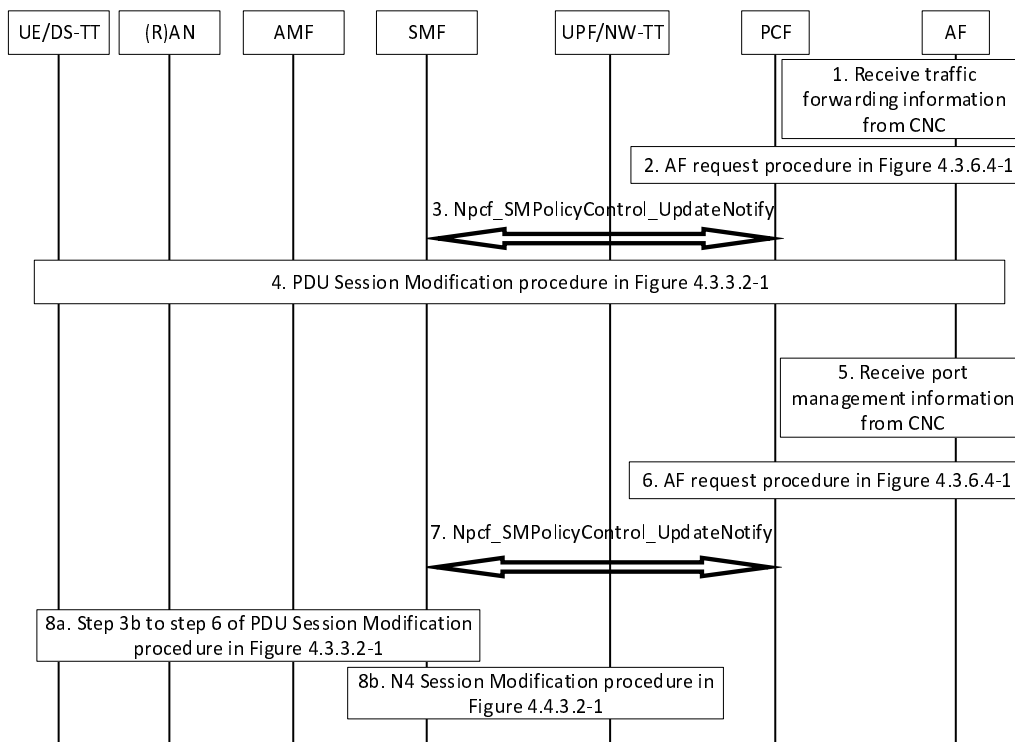 UE/DS-TT
(R)AN
AMF
SMF
UPF/NW-TT
PCF
AF
1. Receive traffic
forwarding information
from CNC
2. AF request procedure in Figure 4.3.6.4-1
3. Npcf_SMPolicyControl_UpdateNotify
4. PDU Session Modification procedure in Figure 4.3.3.2-1
5. Receive port
management information
from CNC
6. AF request procedure in Figure 4.3.6.4-1
7. Npcf_SMPolicyControl_UpdateNotify
8a. Step 3b to step 6 of PDU Session Modification
procedure in Figure 4.3.3.2-1
8b. N4 Session Modification procedure in
Figure 4.4.3.2-1